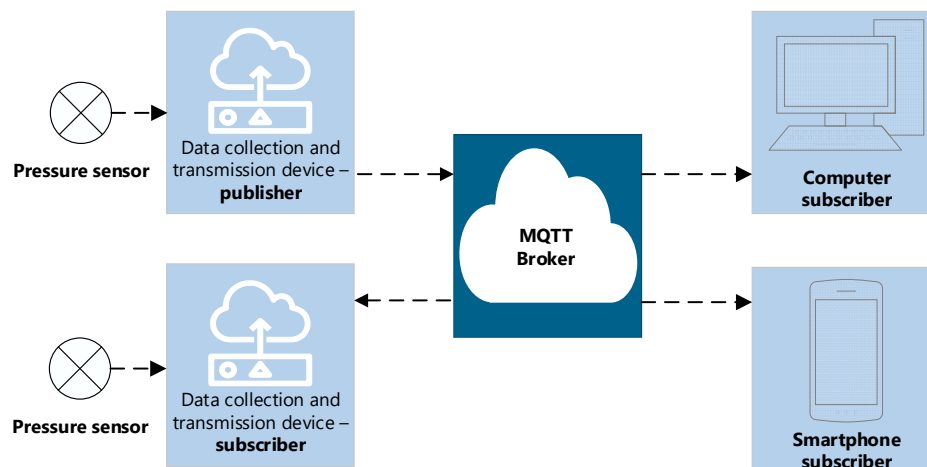 Pressure sensor
Data collection and
transmission device –
publisher
MQTT
Broker
Computer
subscriber
Pressure sensor
Data collection and
transmission device –
subscriber
Smartphone
subscriber